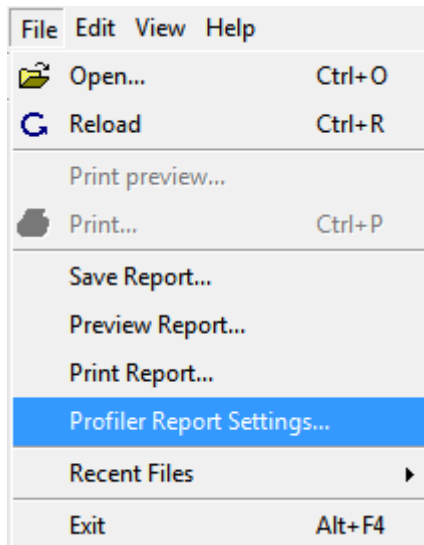 File Edit View Help
Open... Ctrl+O
Reload Ctrl+R
Print preview...
Print... Ctrl+P
Save Report...
Preview Report...
Print Report...
Profiler Report Settings...
Recent Files
Exit Alt+F4